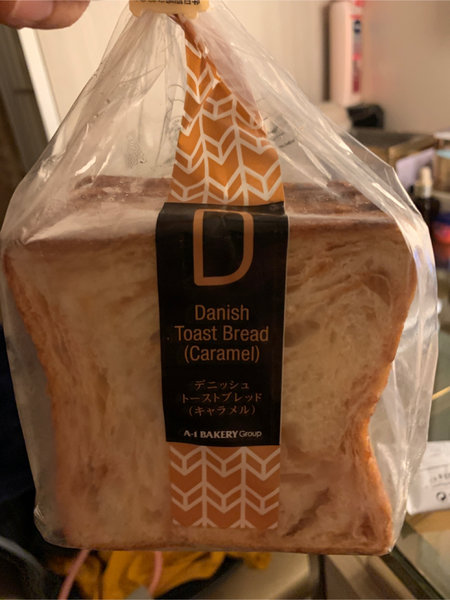 D
Danish
Toast Bread
(Caramel)
デニッシュ
トーストブレッド
(キャラメル)
A-1 BAKERY Group